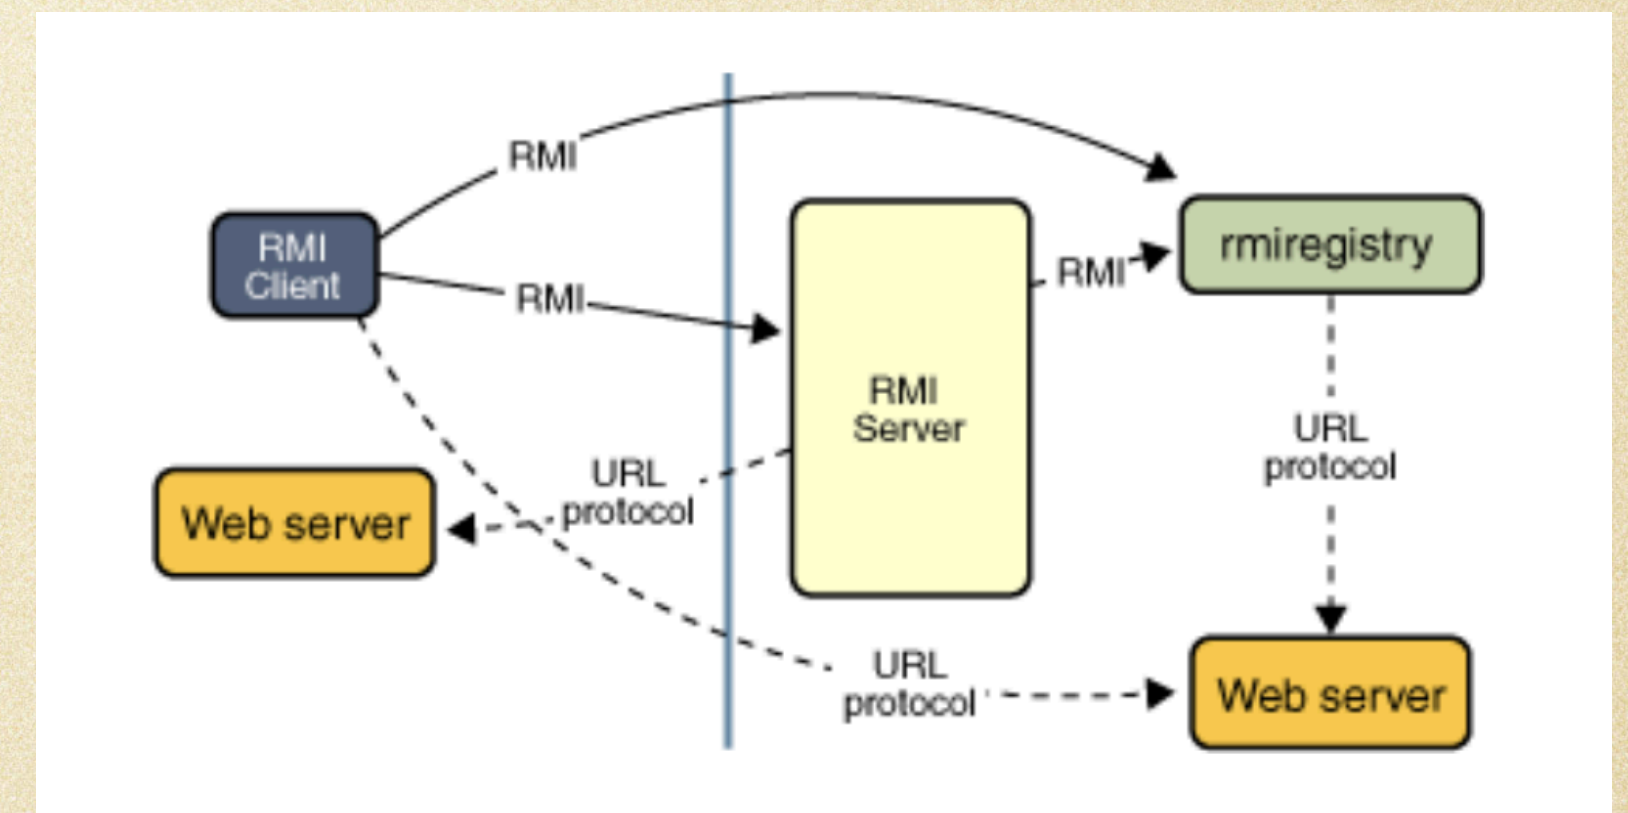 RMI
RMI
Client
RMI
RMI
Server
RMI
rmiregistry
URL
protocol
Web server
URL
protocol
URL
protocol
Web server